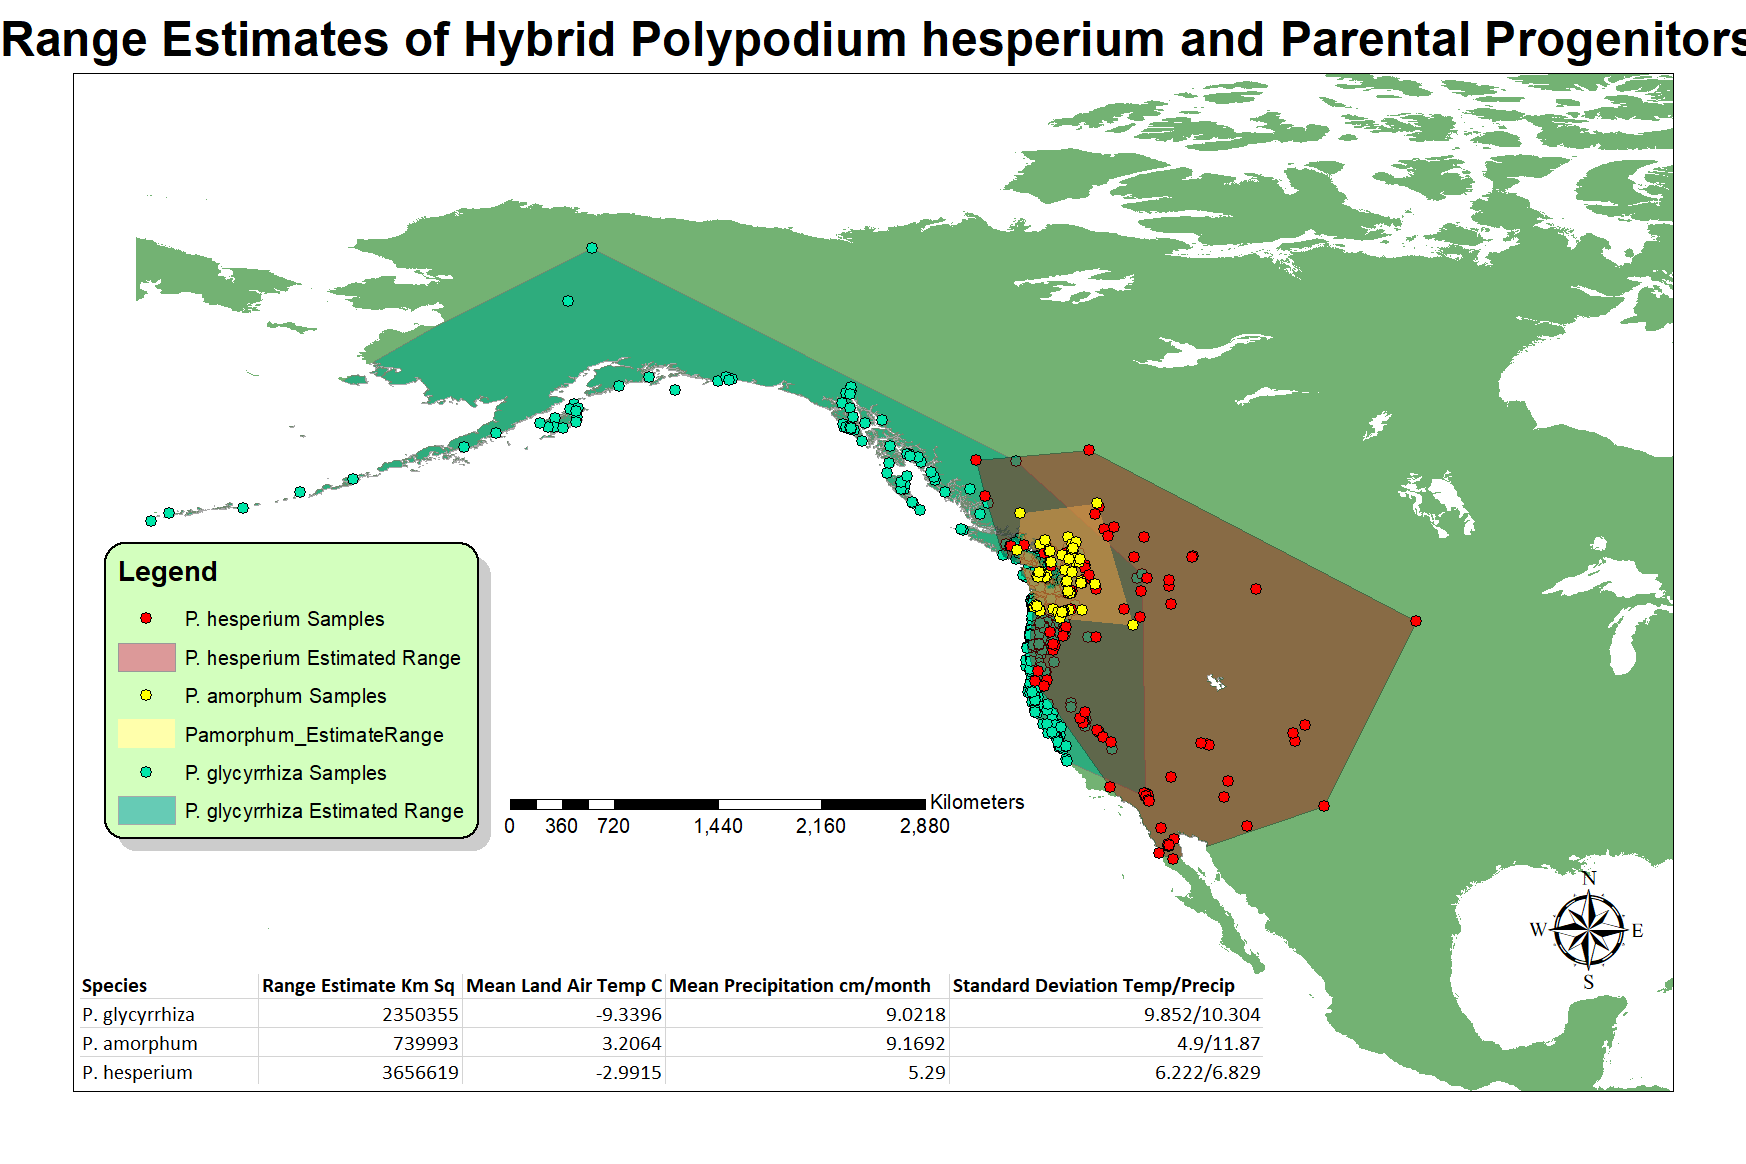 Range Estimates of Hybrid Polypodium hesperium and Parental Progenitors
Legend
P. hesperium Samples
P. hesperium Estimated Range
P. amorphum Samples
Pamorphum_EstimateRange
P. glycyrrhiza Samples
P. glycyrrhiza Estimated Range
Kilometers
0 360 720 1,440 2,160 2,880
N
W E
S
Species Range Estimate Km Sq Mean Land Air Temp C Mean Precipitation cm/month Standard Deviation Temp/Precip
P. glycyrrhiza 2350355 -9.3396 9.0218 9.852/10.304
P. amorphum 739993 3.2064 9.1692 4.9/11.87
P. hesperium 3656619 -2.9915 5.29 6.222/6.829